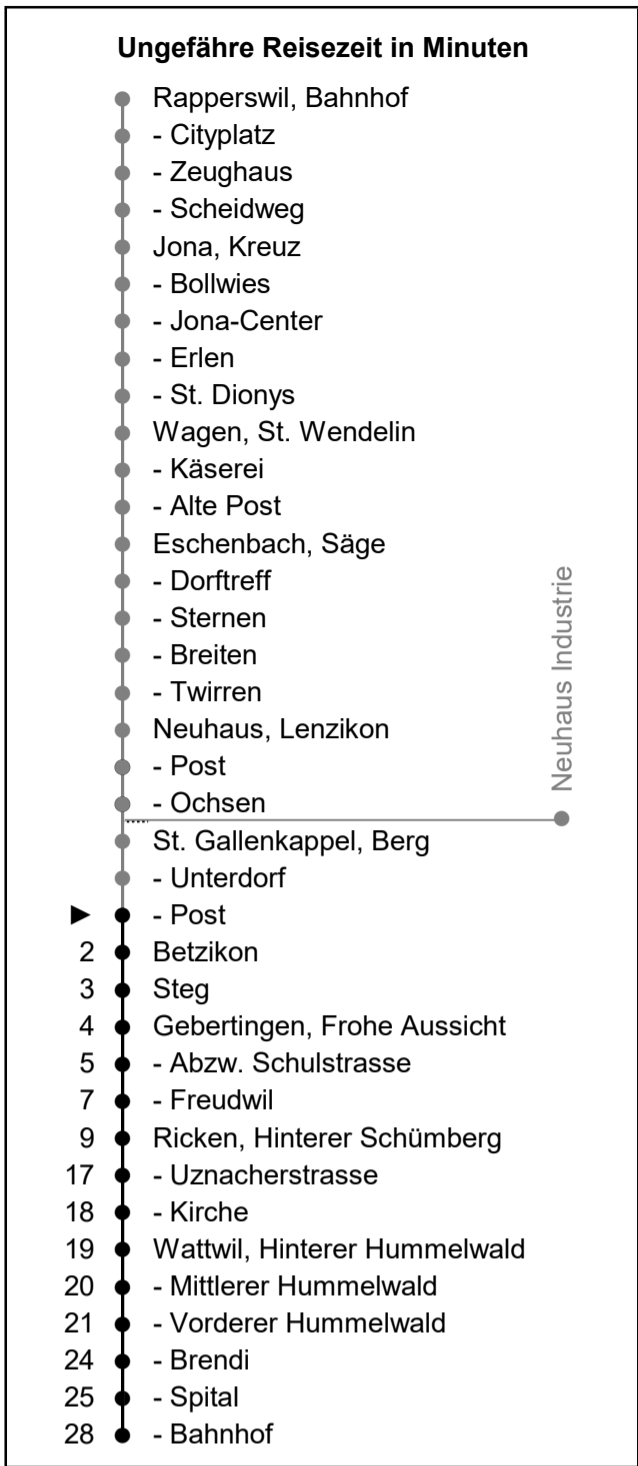 Ungefähre Reisezeit in Minuten
Rapperswil, Bahnhof
- Cityplatz
- Zeughaus
- Scheidweg
Jona, Kreuz
- Bollwies
- Jona-Center
- Erlen
- St. Dionys
Wagen, St. Wendelin
- Käserei
- Alte Post
Eschenbach, Säge
- Dorftreff
- Sternen
- Breiten
- Twirren
Neuhaus, Lenzikon
- Post
- Ochsen
Neuhaus Industrie
St. Gallenkappel, Berg
- Unterdorf
- Post
2 Betzikon
3 Steg
4 Gebertingen, Frohe Aussicht
5 - Abzw. Schulstrasse
7 - Freudwil
9 Ricken, Hinterer Schümberg
17 - Uznacherstrasse
18 - Kirche
19 Wattwil, Hinterer Hummelwald
20 - Mittlerer Hummelwald
21 - Vorderer Hummelwald
24 - Brendi
25 - Spital
28 - Bahnhof